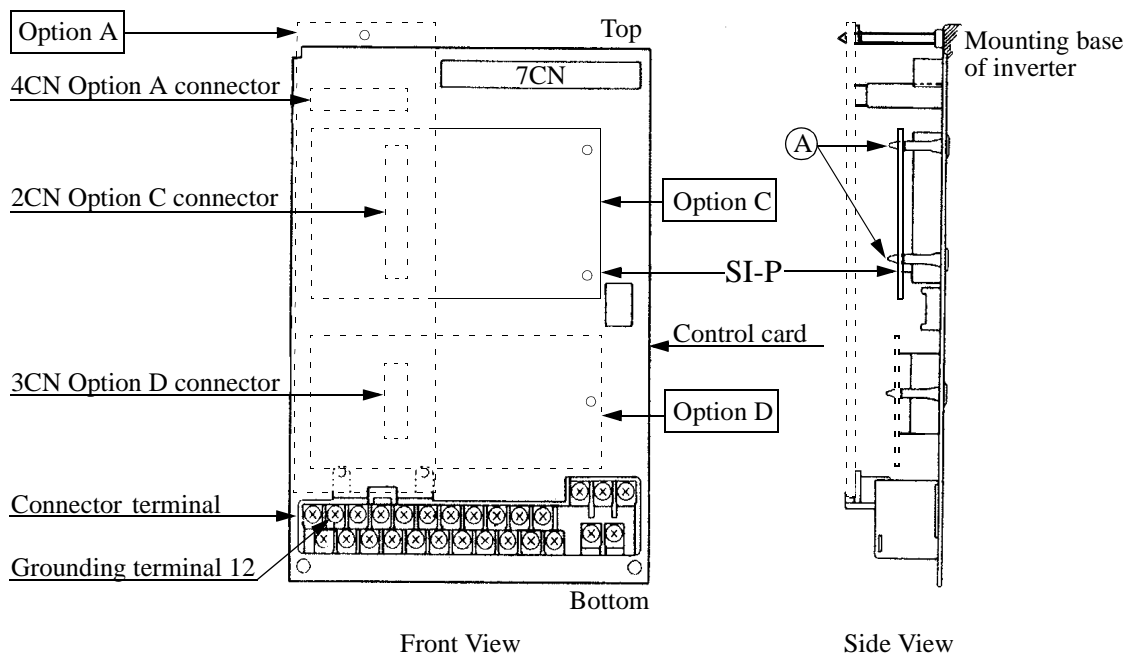 Option A
Top
7CN
Mounting base
of inverter
4CN Option A connector
A
2CN Option C connector
Option C
SI-P
Control card
3CN Option D connector
Option D
Connector terminal
Grounding terminal 12
Bottom
Front View
Side View